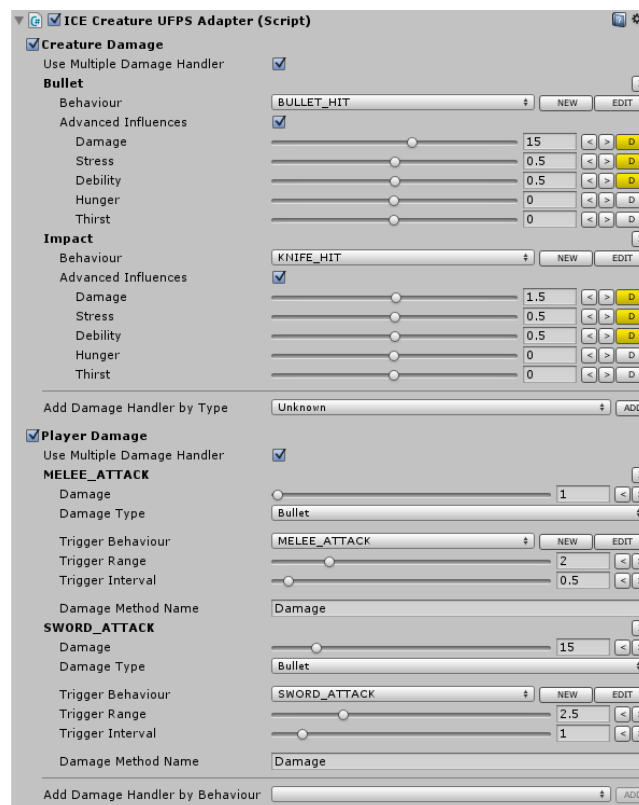 ICE Creature UFPS Adapter (Script)
Creature Damage
Use Multiple Damage Handler
Bullet
Behaviour BULLET_HIT NEW EDIT
Advanced Influences
Damage 15 < > D
Stress 0.5 < > D
Debility 0.5 < > D
Hunger 0 < > D
Thirst 0 < > D
Impact
Behaviour KNIFE_HIT NEW EDIT
Advanced Influences
Damage 1.5 < > D
Stress 0.5 < > D
Debility 0.5 < > D
Hunger 0 < > D
Thirst 0 < > D
Add Damage Handler by Type Unknown ADD
Player Damage
Use Multiple Damage Handler
MELEE_ATTACK
Damage 1 <
Damage Type Bullet
Trigger Behaviour MELEE_ATTACK NEW EDIT
Trigger Range 2 <
Trigger Interval 0.5 <
Damage Method Name Damage
SWORD_ATTACK
Damage 15 <
Damage Type Bullet
Trigger Behaviour SWORD_ATTACK NEW EDIT
Trigger Range 2.5 <
Trigger Interval 1 <
Damage Method Name Damage
Add Damage Handler by Behaviour ADD